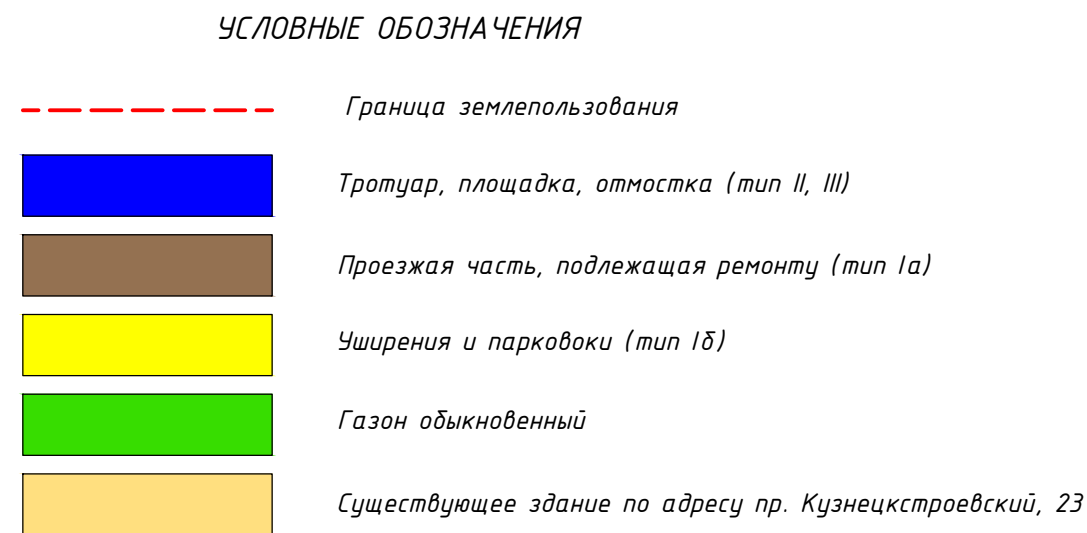 УСЛОВНЫЕ ОБОЗНАЧЕНИЯ
Граница землепользования
Тротуар, площадка, отмостка (тип II, III)
Проезжая часть, подлежащая ремонту (тип Iа)
Уширения и парковоки (тип Iб)
Газон обыкновенный
Существующее здание по адресу пр. Кузнецкстроевский, 23